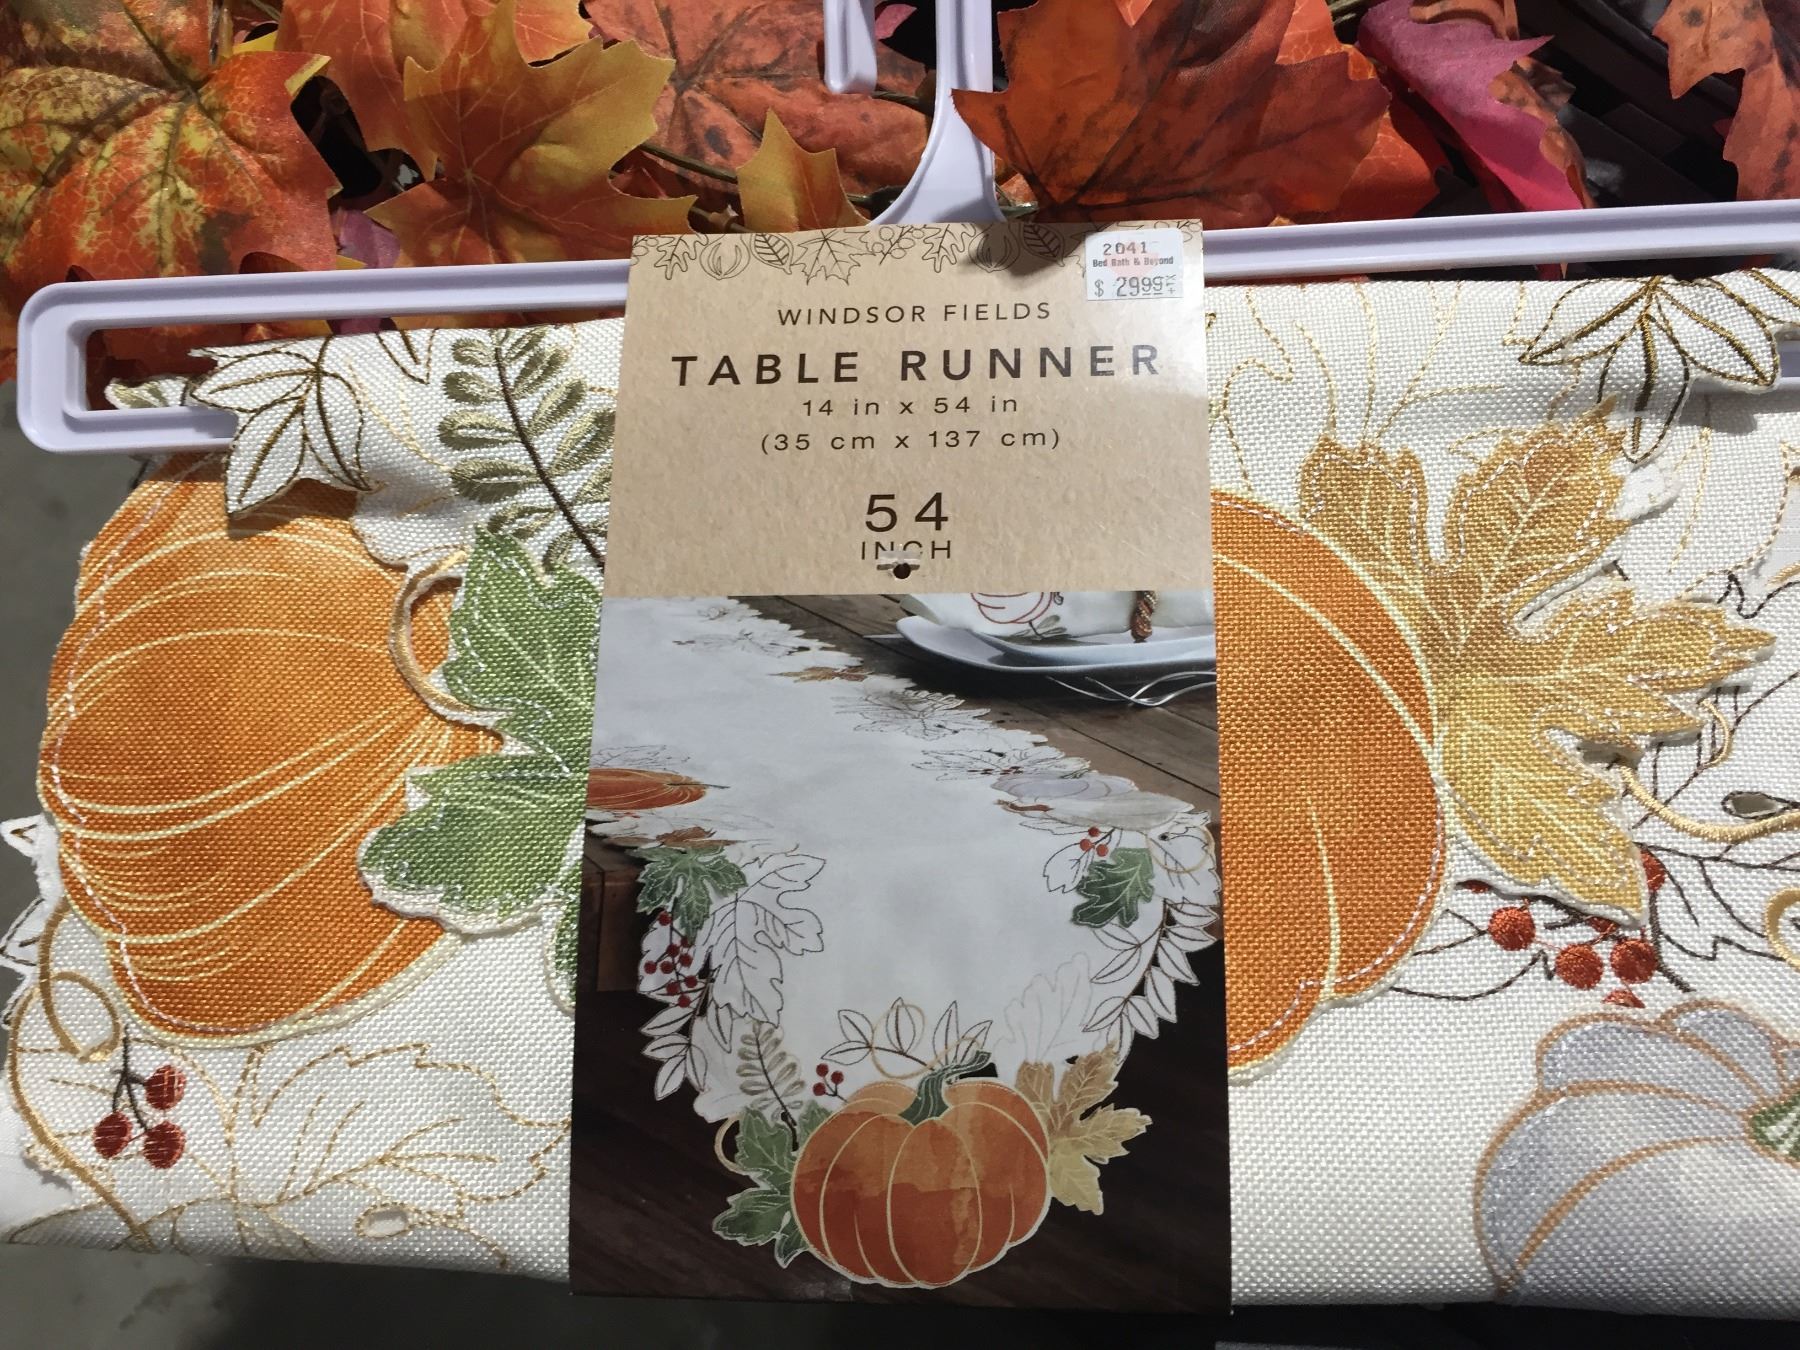 2041
Bed Bath & Beyond
$ 29.99
WINDSOR FIELDS
TABLE RUNNER
14 in x 54 in
(35 cm x 137 cm)
54
INCH